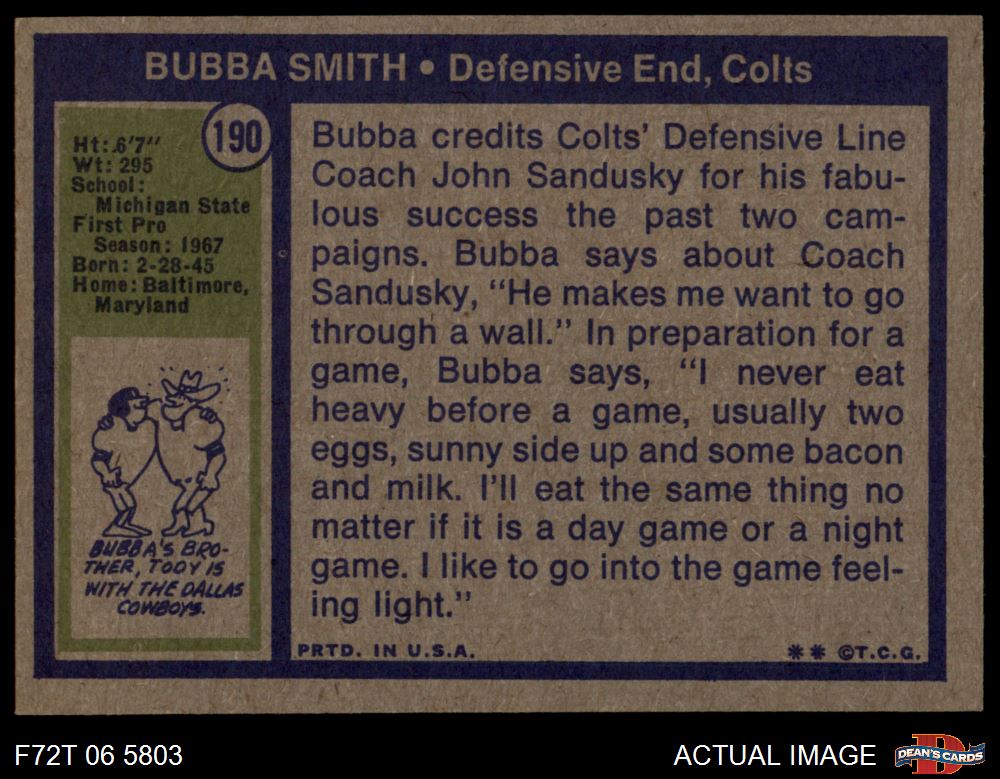 BUBBA SMITH • Defensive End, Colts
190
Ht: 6'7"
Wt: 295
School:
Michigan State
First Pro
Season: 1967
Born: 2-28-45
Home: Baltimore,
Maryland
BUBBA'S BRO-
THER, TODY IS
WITH THE DALLAS
COWBOYS.
Bubba credits Colts' Defensive Line
Coach John Sandusky for his fabu-
lous success the past two cam-
paigns. Bubba says about Coach
Sandusky, "He makes me want to go
through a wall." In preparation for a
game, Bubba says, "I never eat
heavy before a game, usually two
eggs, sunny side up and some bacon
and milk. I'll eat the same thing no
matter if it is a day game or a night
game. I like to go into the game feel-
ing light."
PRTD. IN U.S.A.
** ©T.C.G.
F72T 06 5803
ACTUAL IMAGE
D
DEAN'S CARDS